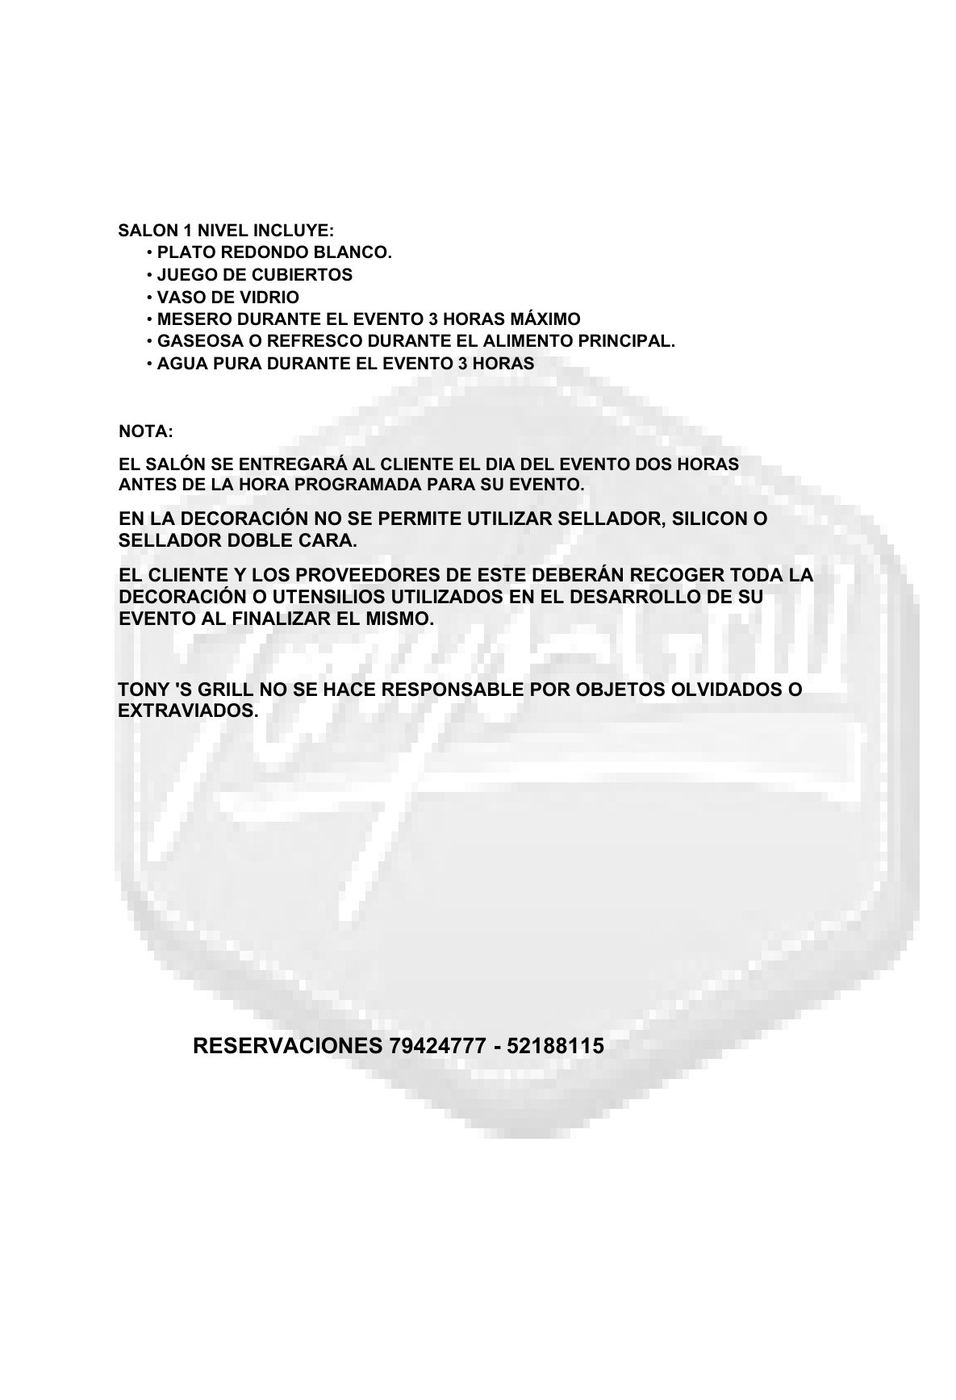 SALON 1 NIVEL INCLUYE:
• PLATO REDONDO BLANCO.
• JUEGO DE CUBIERTOS
• VASO DE VIDRIO
• MESERO DURANTE EL EVENTO 3 HORAS MÁXIMO
• GASEOSA O REFRESCO DURANTE EL ALIMENTO PRINCIPAL.
• AGUA PURA DURANTE EL EVENTO 3 HORAS
NOTA:
EL SALÓN SE ENTREGARÁ AL CLIENTE EL DIA DEL EVENTO DOS HORAS
ANTES DE LA HORA PROGRAMADA PARA SU EVENTO.
EN LA DECORACIÓN NO SE PERMITE UTILIZAR SELLADOR, SILICON O
SELLADOR DOBLE CARA.
EL CLIENTE Y LOS PROVEEDORES DE ESTE DEBERÁN RECOGER TODA LA
DECORACIÓN O UTENSILIOS UTILIZADOS EN EL DESARROLLO DE SU
EVENTO AL FINALIZAR EL MISMO.
Tony's Grill
TONY 'S GRILL NO SE HACE RESPONSABLE POR OBJETOS OLVIDADOS O
EXTRAVIADOS.
RESERVACIONES 79424777 - 52188115